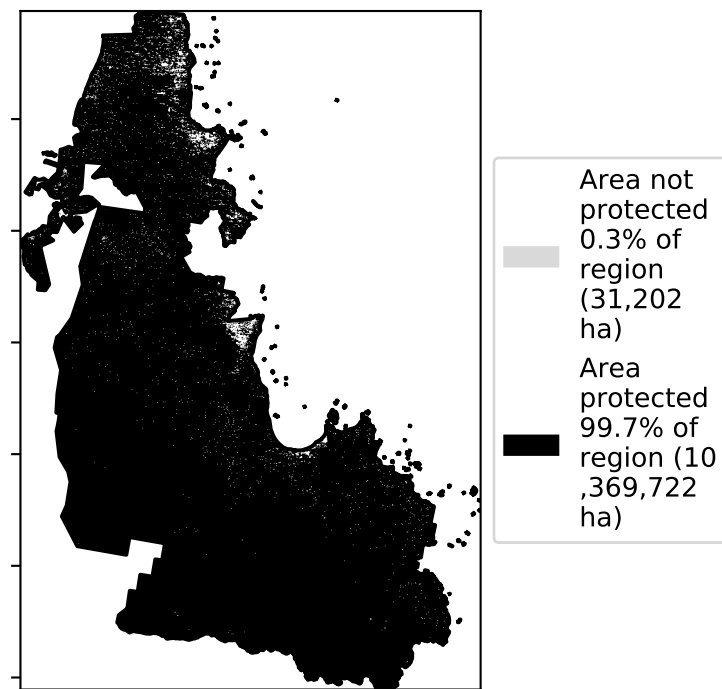 Area not
protected
0.3% of
region
(31,202
ha)
Area
protected
99.7% of
region (10
,369,722
ha)